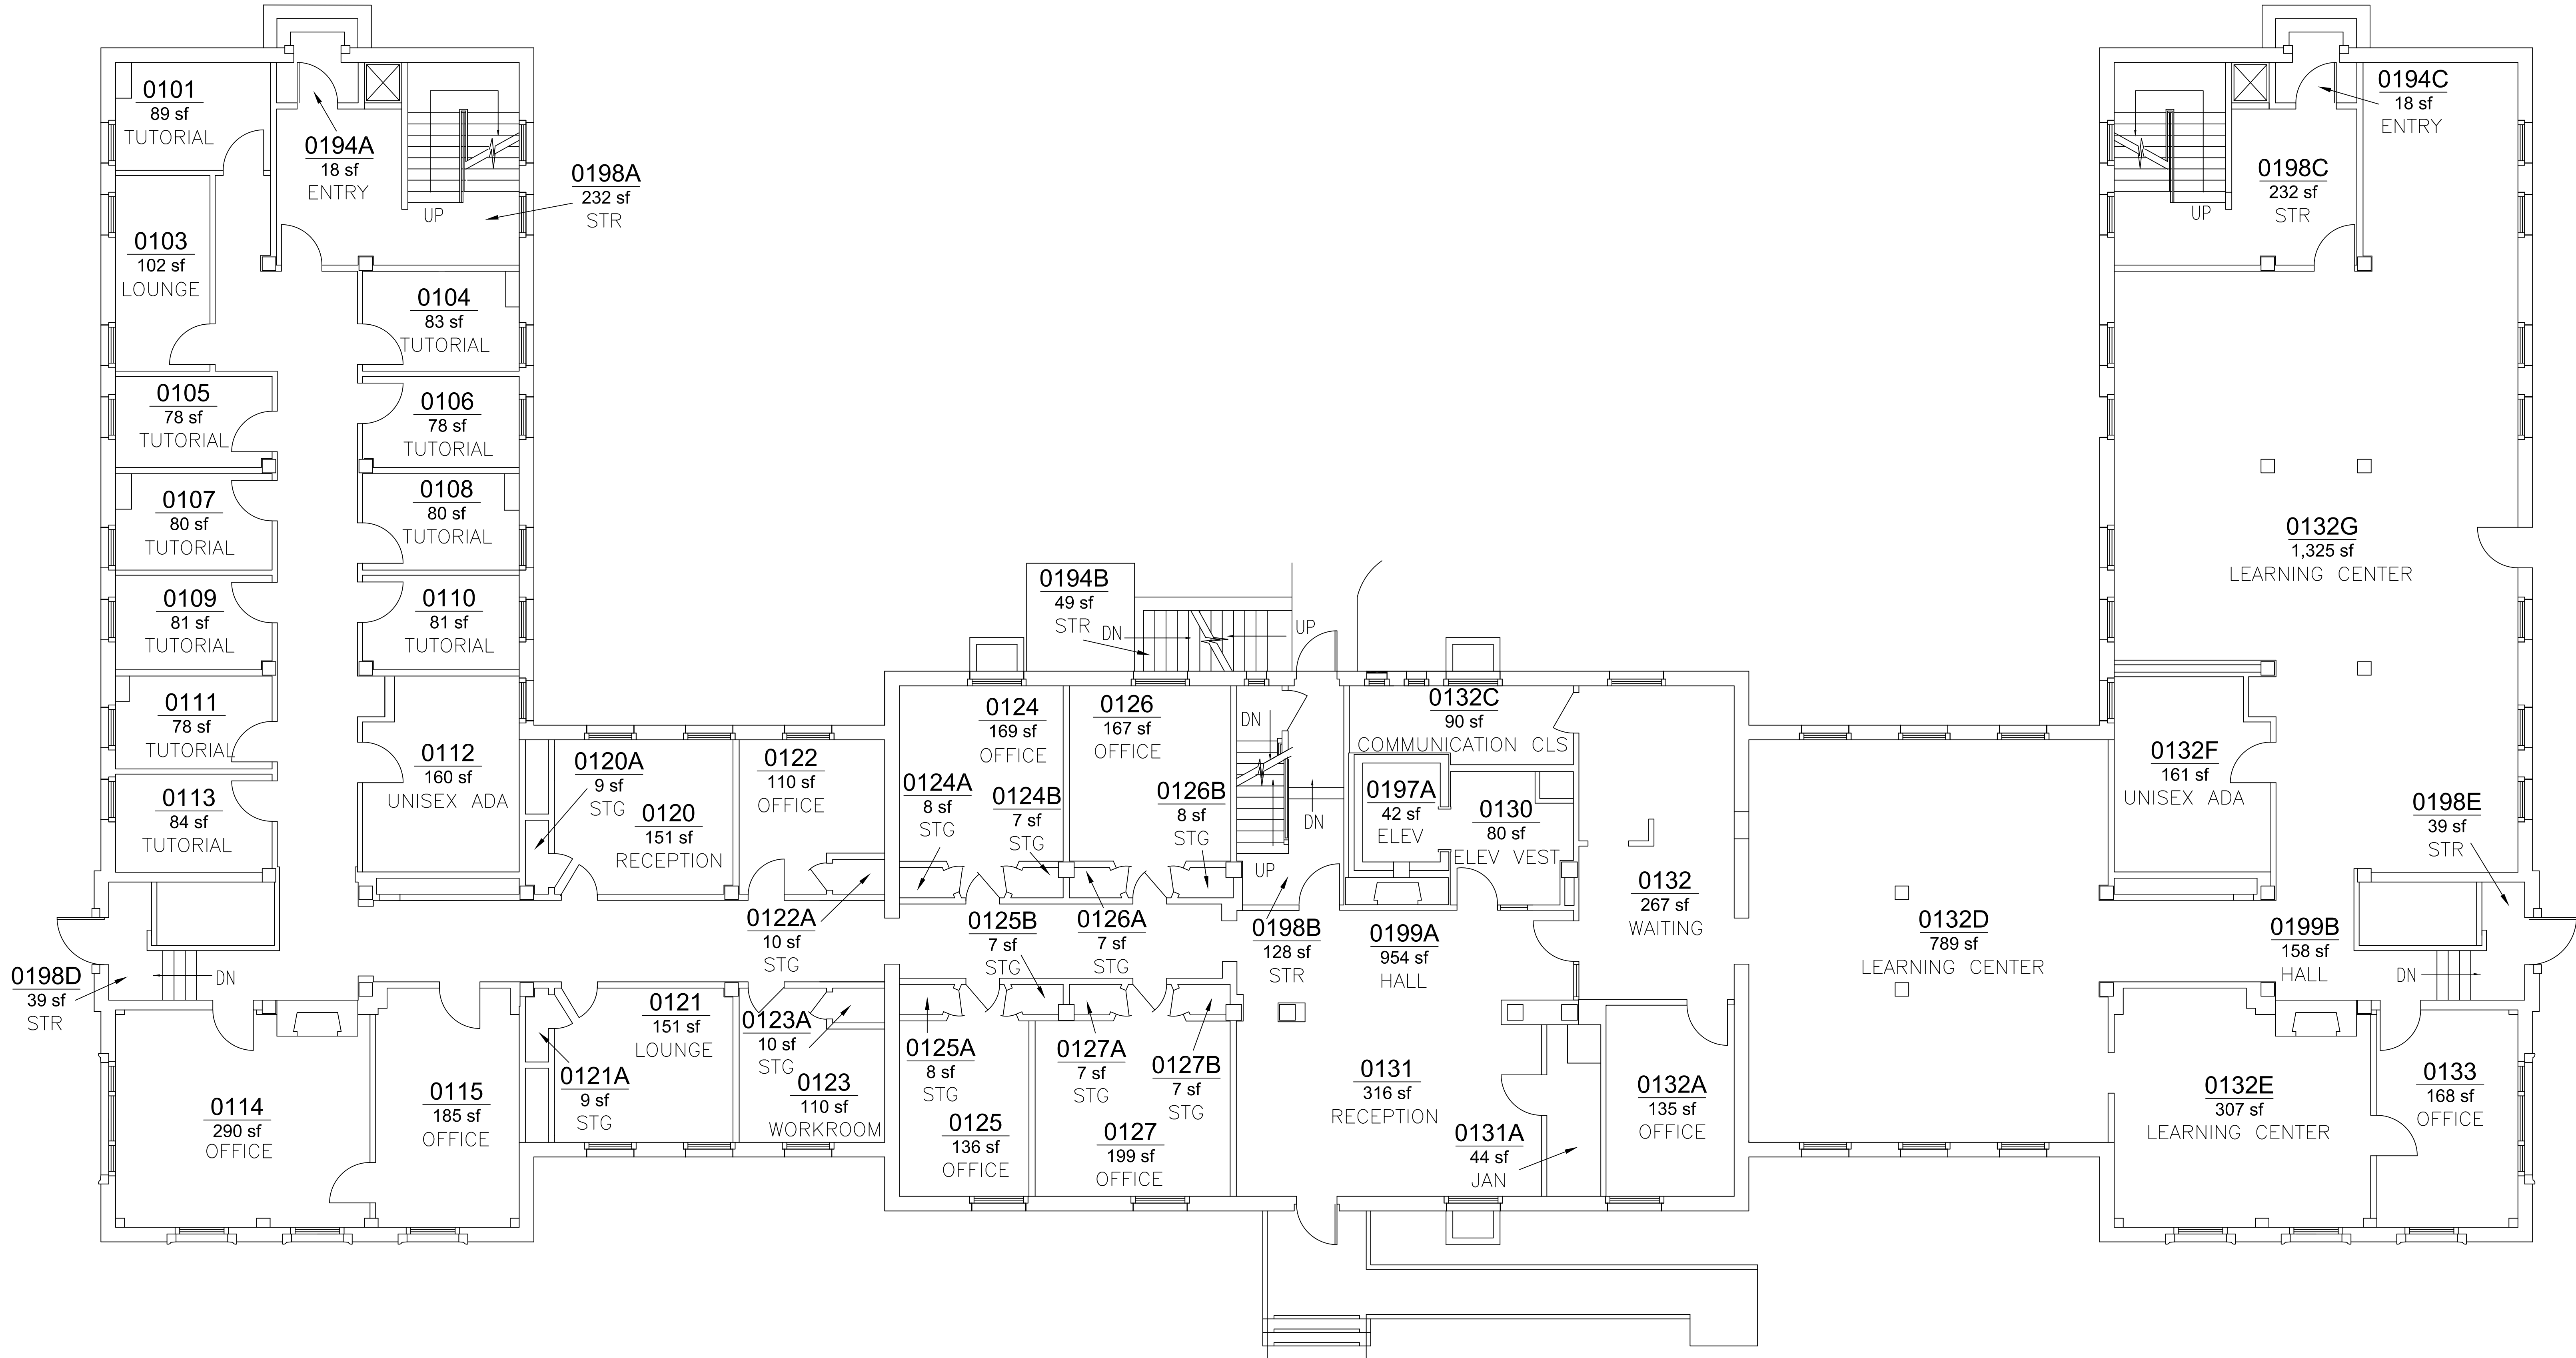 0101
89 sf
TUTORIAL
0194A
18 sf
ENTRY
UP
0198A
232 sf
STR
0103
102 sf
LOUNGE
0104
83 sf
TUTORIAL
0105
78 sf
TUTORIAL
0106
78 sf
TUTORIAL
0107
80 sf
TUTORIAL
0108
80 sf
TUTORIAL
0109
81 sf
TUTORIAL
0110
81 sf
TUTORIAL
0111
78 sf
TUTORIAL
0112
160 sf
UNISEX ADA
0113
84 sf
TUTORIAL
0198D
39 sf
STR
DN
0114
290 sf
OFFICE
0115
185 sf
OFFICE
0120A
9 sf
STG
0120
151 sf
RECEPTION
0122
110 sf
OFFICE
0122A
10 sf
STG
0121
151 sf
LOUNGE
0121A
9 sf
STG
0123A
10 sf
STG
0123
110 sf
WORKROOM
0124
169 sf
OFFICE
0124A
8 sf
STG
0124B
7 sf
STG
0126
167 sf
OFFICE
0126B
8 sf
STG
0125B
7 sf
STG
0126A
7 sf
STG
0125A
8 sf
STG
0125
136 sf
OFFICE
0127A
7 sf
STG
0127B
7 sf
STG
0127
199 sf
OFFICE
0194B
49 sf
STR
DN
UP
DN
DN
UP
0198B
128 sf
STR
0132C
90 sf
COMMUNICATION CLS
0197A
42 sf
ELEV
0130
80 sf
ELEV VEST
0199A
954 sf
HALL
0131
316 sf
RECEPTION
0131A
44 sf
JAN
0132
267 sf
WAITING
0132A
135 sf
OFFICE
0132D
789 sf
LEARNING CENTER
0194C
18 sf
ENTRY
0198C
232 sf
STR
UP
0132G
1,325 sf
LEARNING CENTER
0132F
161 sf
UNISEX ADA
0198E
39 sf
STR
0199B
158 sf
HALL
DN
0132E
307 sf
LEARNING CENTER
0133
168 sf
OFFICE